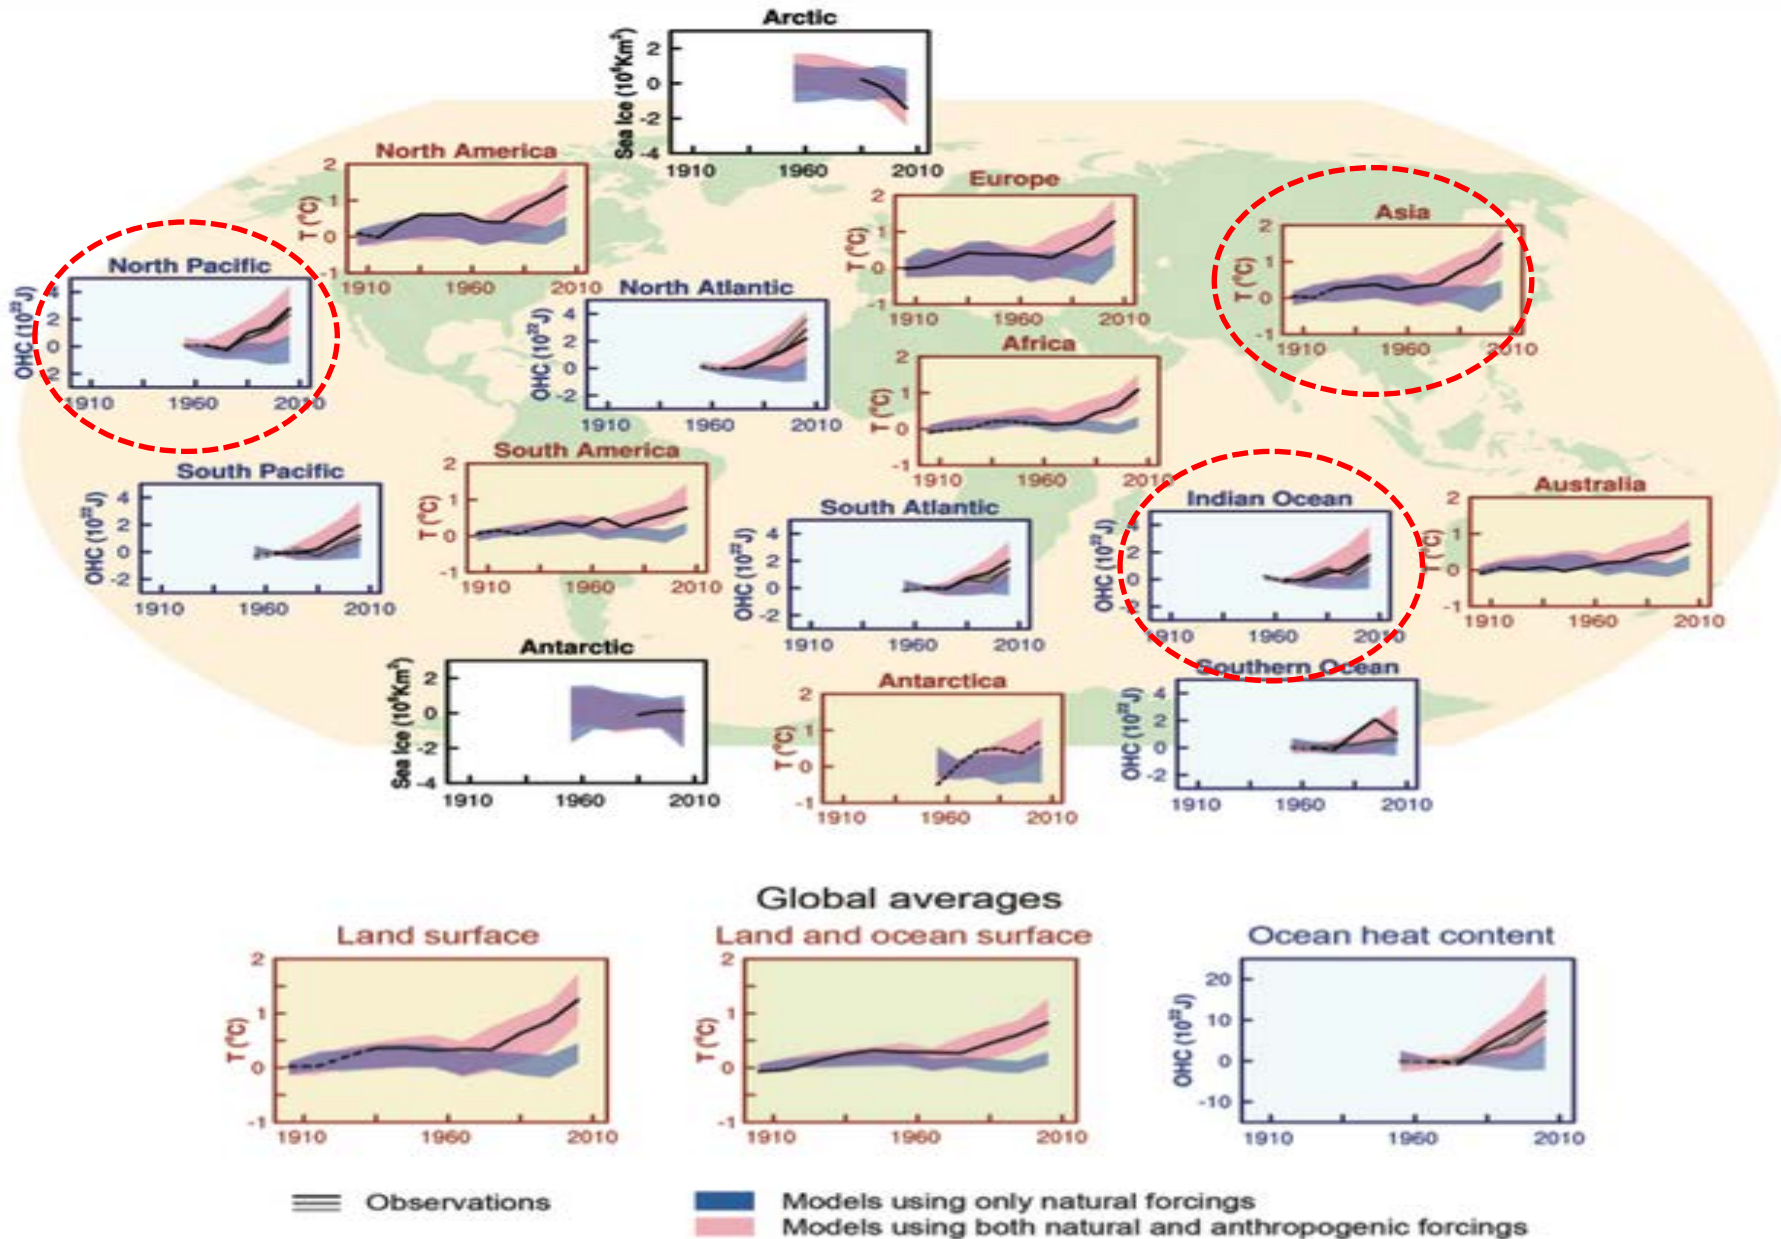 Arctic
Sea Ice (10⁶Km²)
2
0
-2
-4
1910 1960 2010
North America
T (°C)
2
1
0
-1
1910 1960 2010
Europe
T (°C)
2
1
0
-1
1910 1960 2010
Asia
T (°C)
2
1
0
-1
1910 1960 2010
North Pacific
OHC (10²²J)
4
2
0
2
1910 1960 2010
North Atlantic
OHC (10²²J)
4
2
0
-2
1910 1960 2010
Africa
T (°C)
2
1
0
-1
1910 1960 2010
South Pacific
OHC (10²²J)
4
2
0
-2
1910 1960 2010
South America
T (°C)
2
1
0
-1
1910 1960 2010
South Atlantic
OHC (10²²J)
4
2
0
-2
1910 1960 2010
Indian Ocean
OHC (10²²J)
4
2
0
-2
1910 1960 2010
Australia
T (°C)
2
1
0
-1
1910 1960 2010
Antarctic
Sea Ice (10⁶Km²)
2
0
-2
-4
1910 1960 2010
Antarctica
T (°C)
2
1
0
-1
1910 1960 2010
Southern Ocean
OHC (10²²J)
4
2
0
-2
1910 1960 2010
Global averages
Land surface
T (°C)
2
1
0
-1
1910 1960 2010
Land and ocean surface
T (°C)
2
1
0
-1
1910 1960 2010
Ocean heat content
OHC (10²²J)
20
10
0
-10
1910 1960 2010
Observations
Models using only natural forcings
Models using both natural and anthropogenic forcings